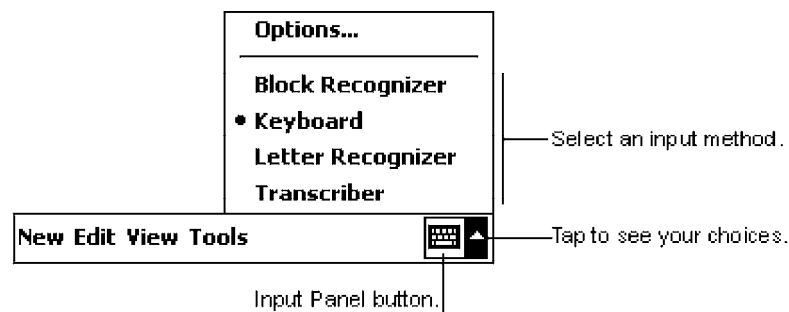 Options...
Block Recognizer
• Keyboard
Select an input method.
Letter Recognizer
Transcriber
New Edit View Tools
Tap to see your choices.
Input Panel button.